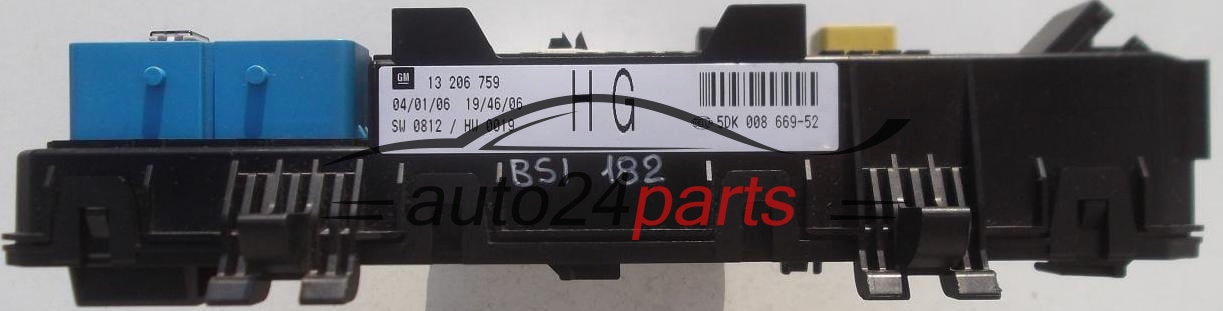 GM 13 206 759
04/01/06 19/46/06
SW 0812 / HW 0019
HG
5DK 008 669-52
BSI 182
auto24parts